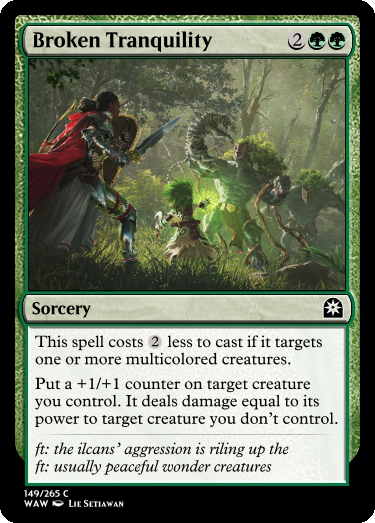 Broken Tranquility 2
Sorcery
This spell costs 2 less to cast if it targets
one or more multicolored creatures.
Put a +1/+1 counter on target creature
you control. It deals damage equal to its
power to target creature you don't control.
ft: the ilcans' aggression is riling up the
ft: usually peaceful wonder creatures
149/265 C
WAW Lie Setiawan